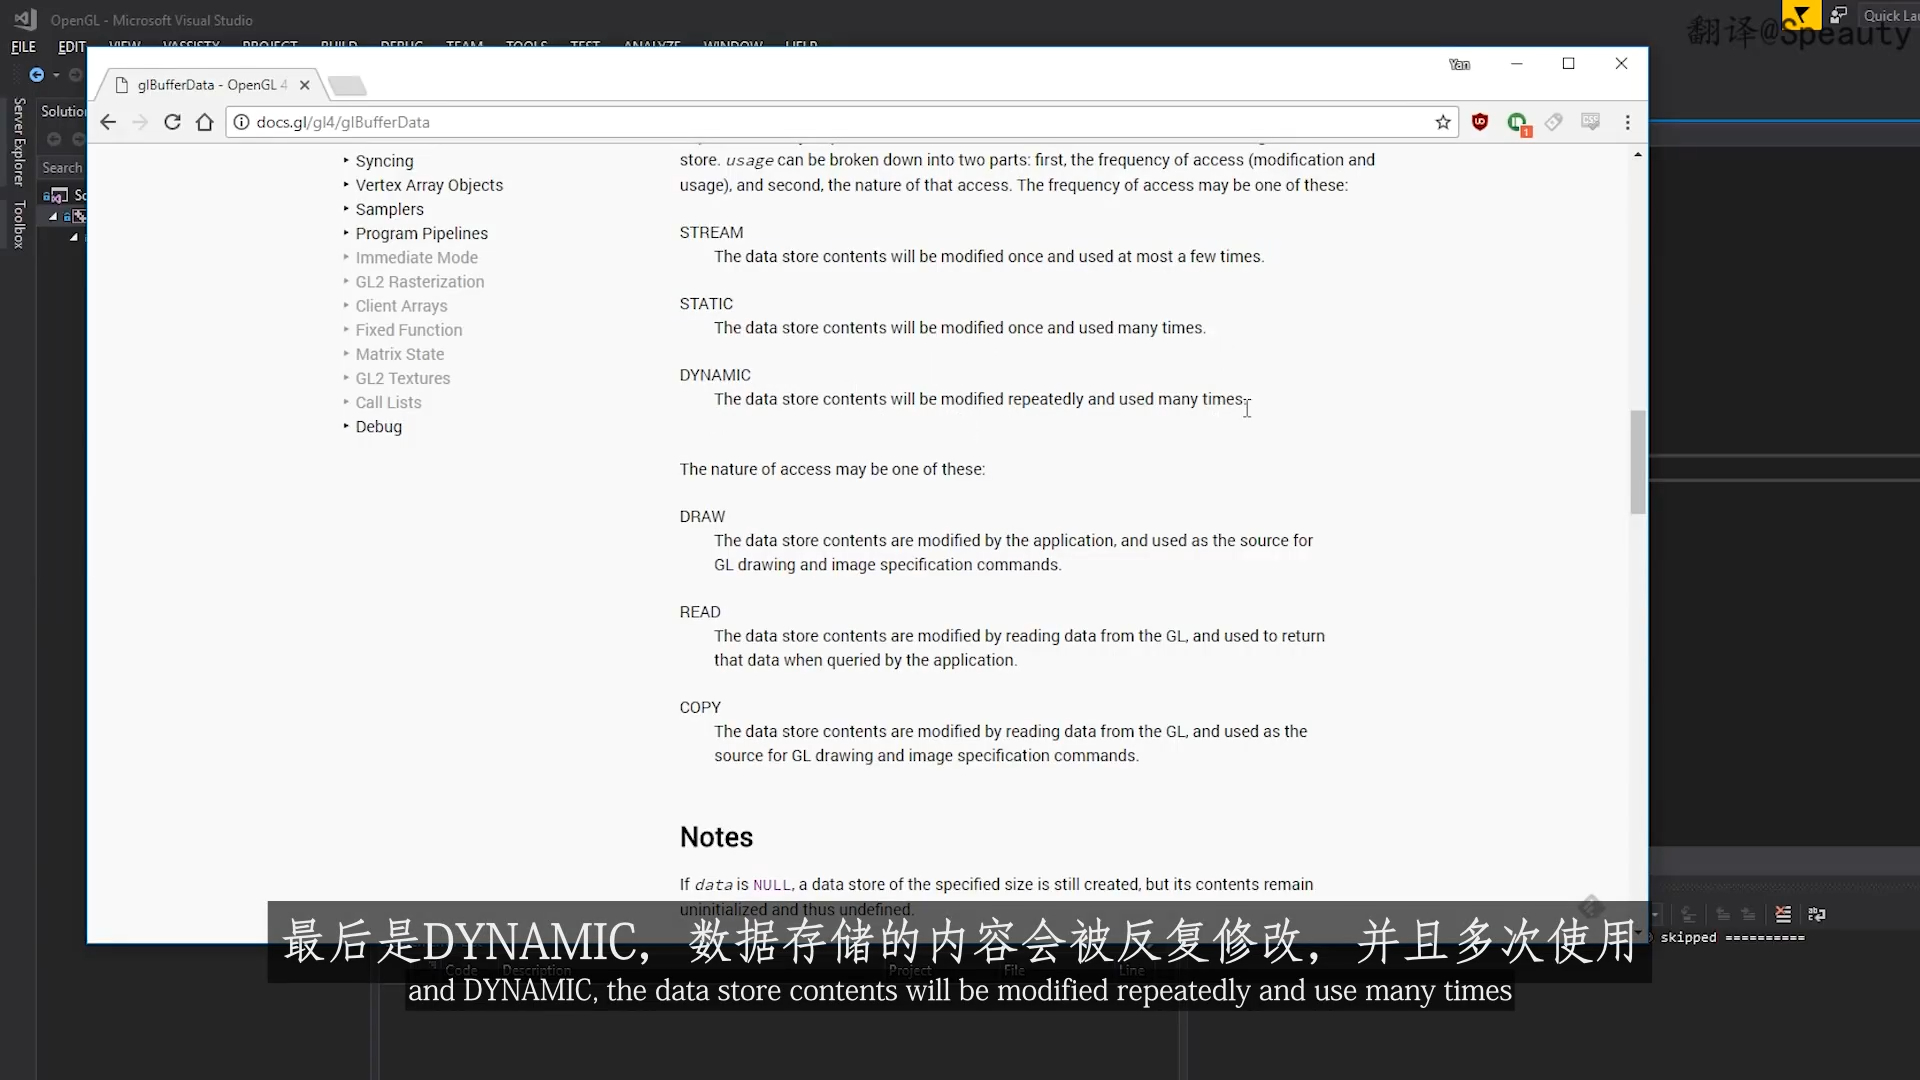 OpenGL - Microsoft Visual Studio
Quick Lau
翻译@Speauty
FILE EDIT VIEW VASSISTX PROJECT BUILD DEBUG TEAM TOOLS TEST ANALYZE WINDOW HELP
Yan
glBufferData - OpenGL 4
docs.gl/gl4/glBufferData
Server Explorer
Toolbox
Solution
Search
Syncing
Vertex Array Objects
Samplers
Program Pipelines
Immediate Mode
GL2 Rasterization
Client Arrays
Fixed Function
Matrix State
GL2 Textures
Call Lists
Debug
store. usage can be broken down into two parts: first, the frequency of access (modification and
usage), and second, the nature of that access. The frequency of access may be one of these:
STREAM
The data store contents will be modified once and used at most a few times.
STATIC
The data store contents will be modified once and used many times.
DYNAMIC
The data store contents will be modified repeatedly and used many times.
The nature of access may be one of these:
DRAW
The data store contents are modified by the application, and used as the source for
GL drawing and image specification commands.
READ
The data store contents are modified by reading data from the GL, and used to return
that data when queried by the application.
COPY
The data store contents are modified by reading data from the GL, and used as the
source for GL drawing and image specification commands.
Notes
If data is NULL, a data store of the specified size is still created, but its contents remain
uninitialized and thus undefined.
skipped ==========
最后是DYNAMIC，数据存储的内容会被反复修改，并且多次使用
Code Description Project File Line
and DYNAMIC, the data store contents will be modified repeatedly and use many times